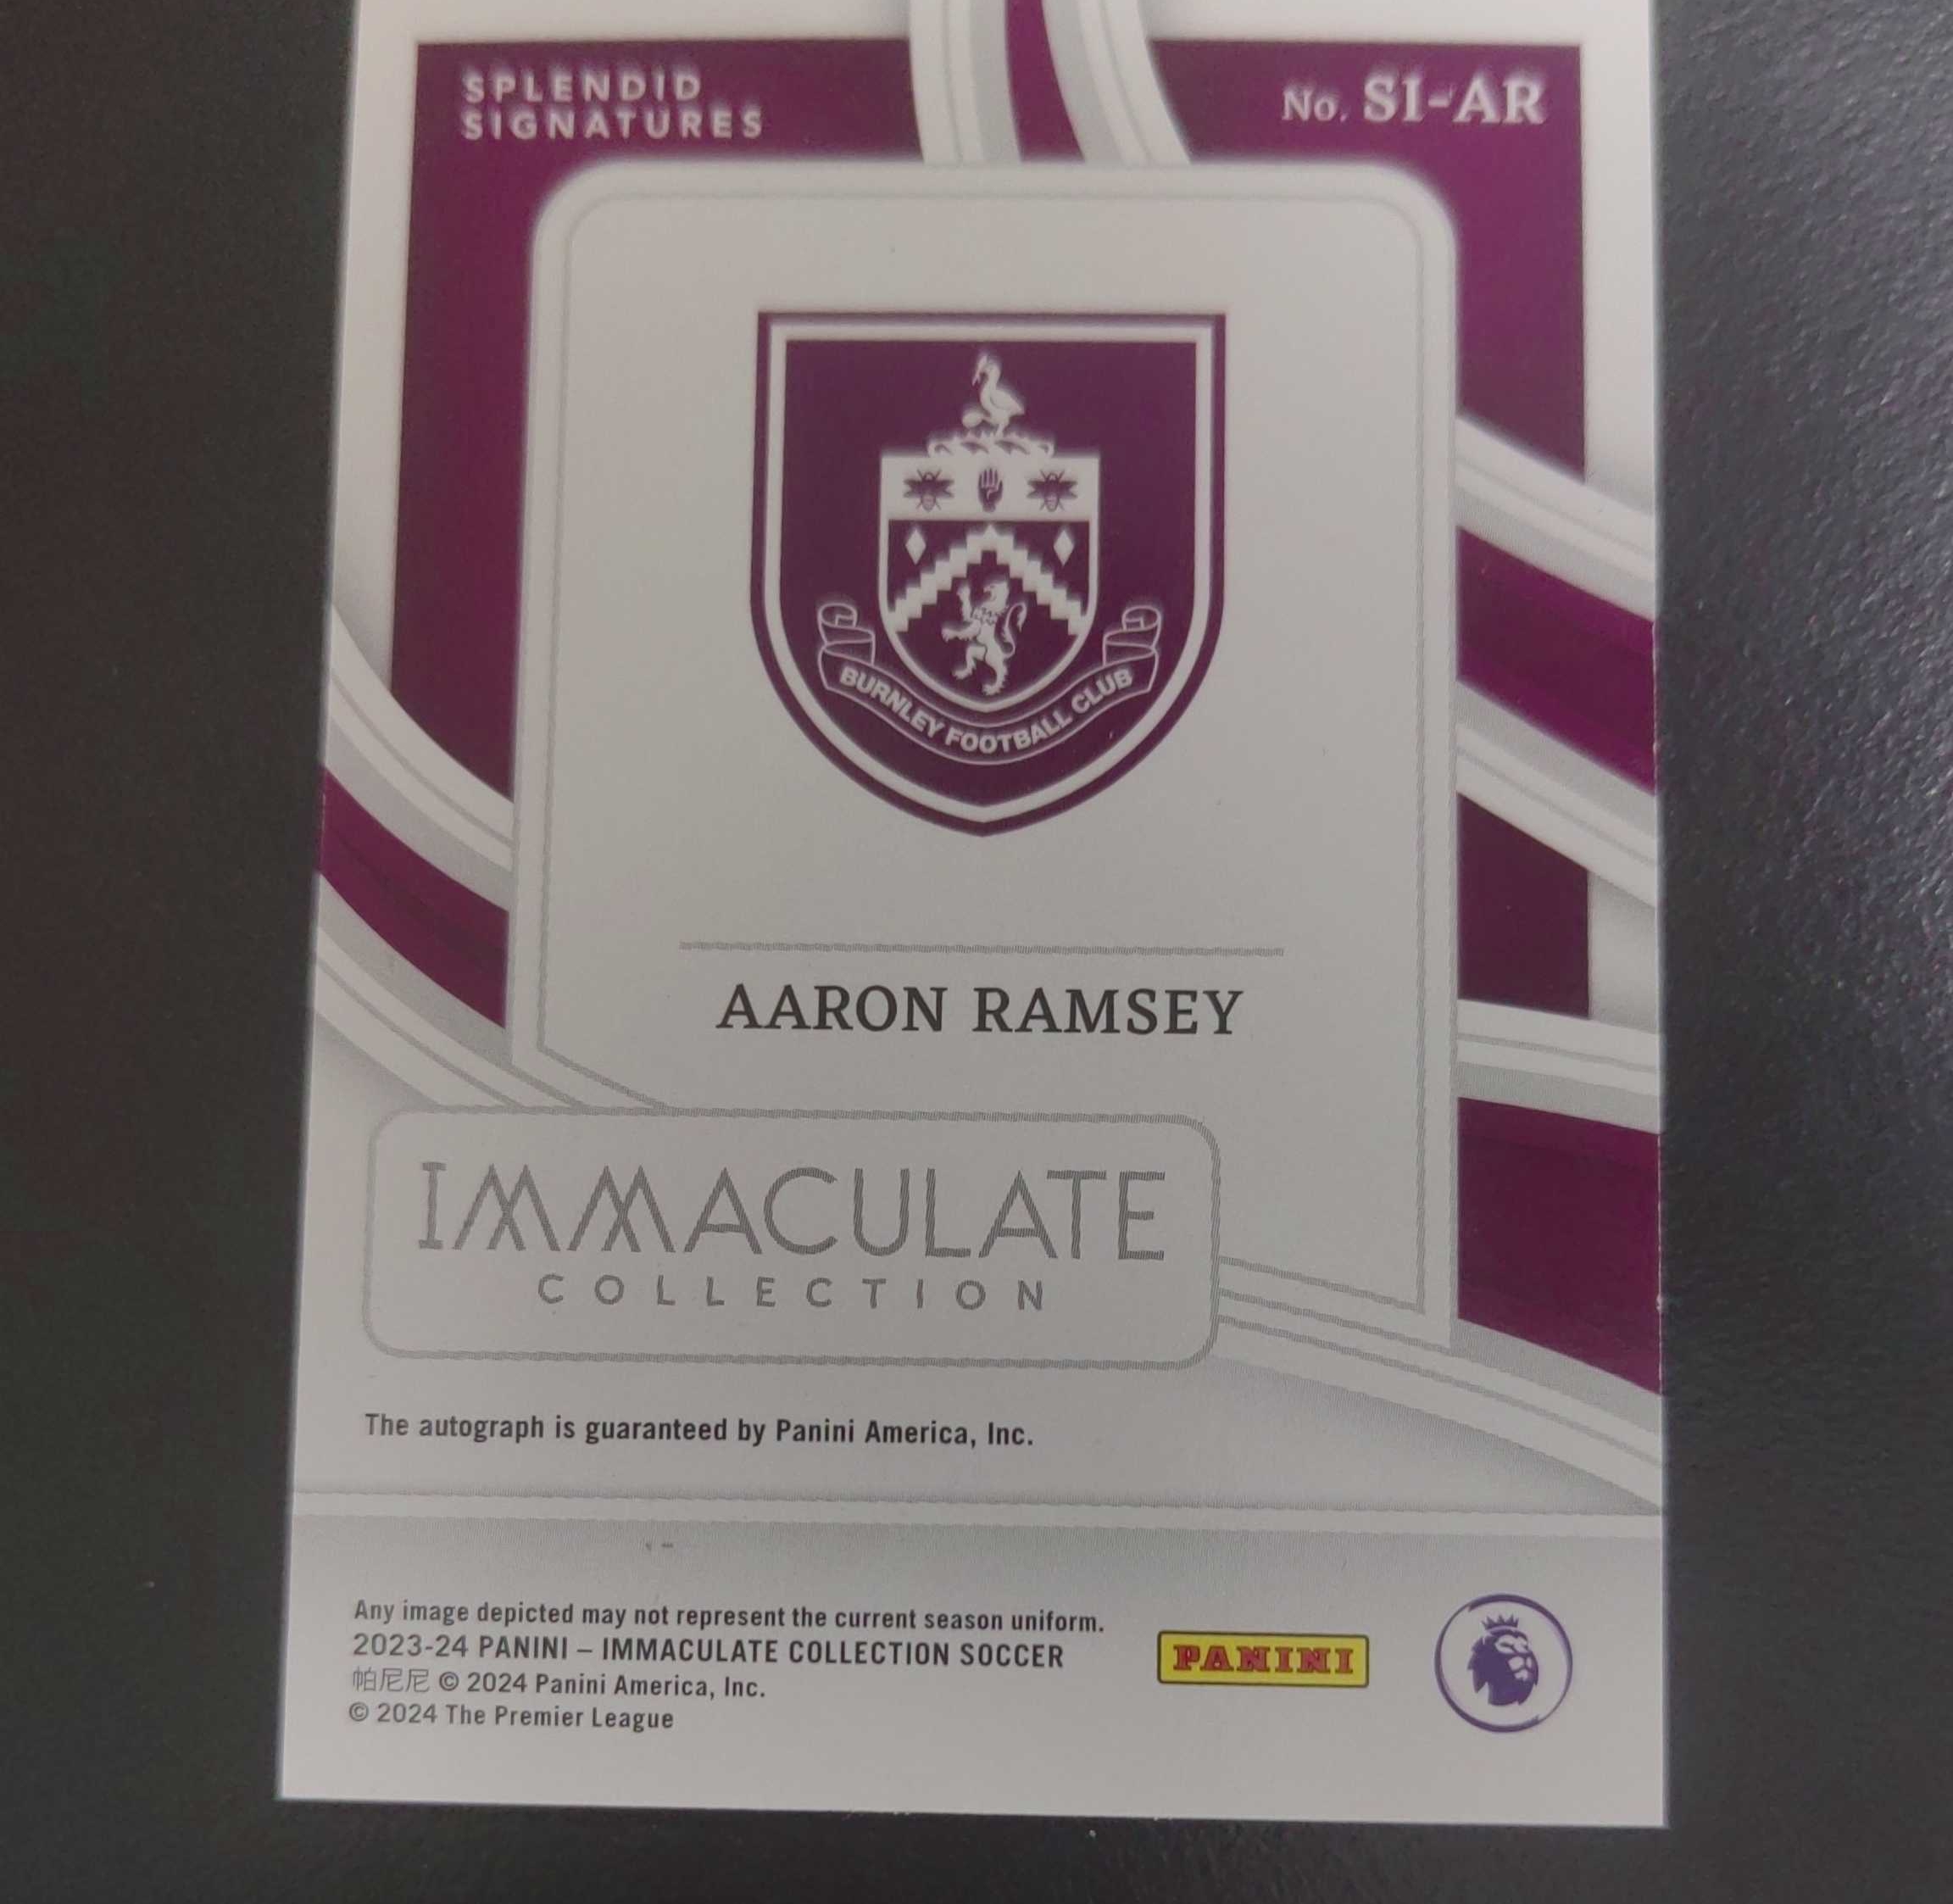 SPLENDID
SIGNATURES
No. SI-AR
BURNLEY FOOTBALL CLUB
AARON RAMSEY
IMMACULATE
COLLECTION
The autograph is guaranteed by Panini America, Inc.
Any image depicted may not represent the current season uniform.
2023-24 PANINI – IMMACULATE COLLECTION SOCCER
帕尼尼 © 2024 Panini America, Inc.
© 2024 The Premier League
PANINI